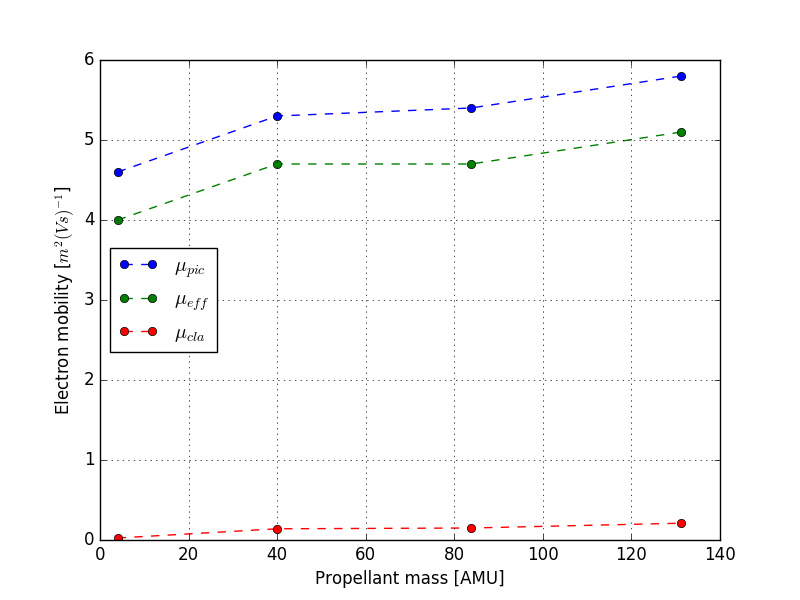 6
5
4
3
2
1
0
Electron mobility [m²(Vs)⁻¹]
μ_pic
μ_eff
μ_cla
0 20 40 60 80 100 120 140
Propellant mass [AMU]